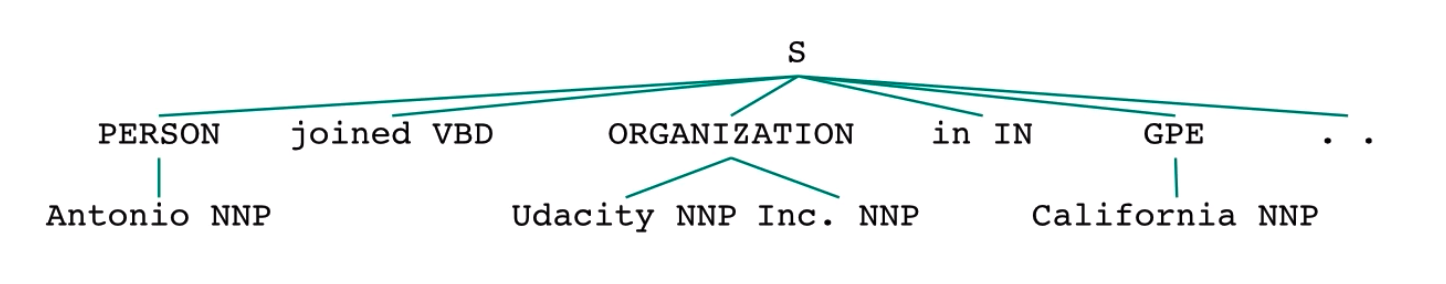 S
PERSON joined VBD ORGANIZATION in IN GPE . .
Antonio NNP Udacity NNP Inc. NNP California NNP